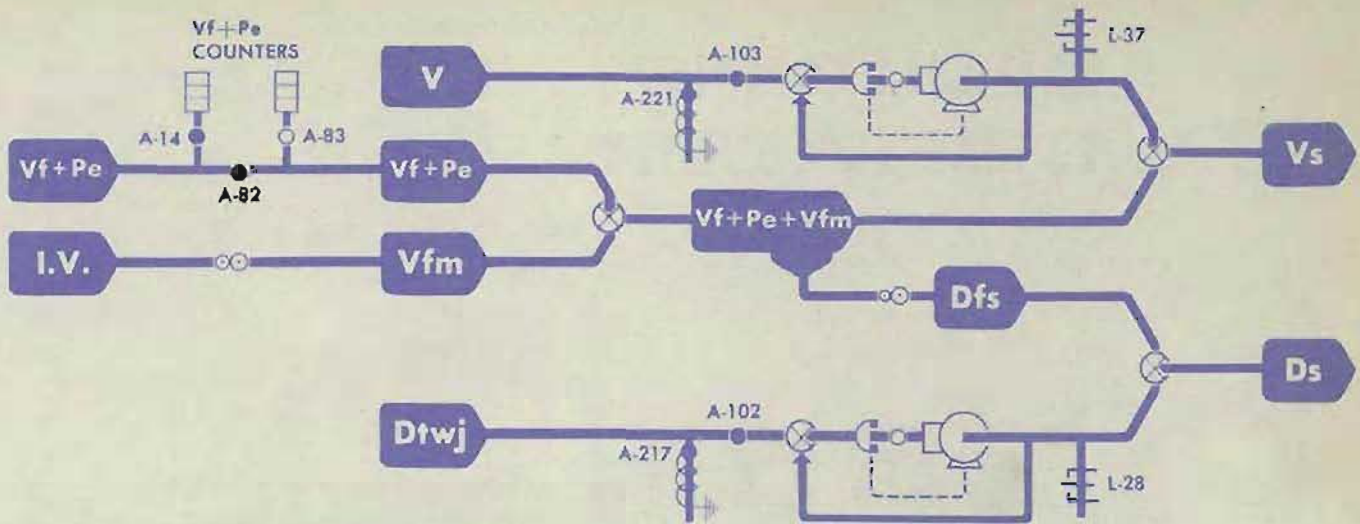 Vf+Pe
COUNTERS
A-14
A-83
V
A-221
A-103
L-37
Vf+Pe
A-82
Vf+Pe
Vs
I.V.
Vfm
Vf+Pe+Vfm
Dfs
Dtwj
A-217
A-102
L-28
Ds